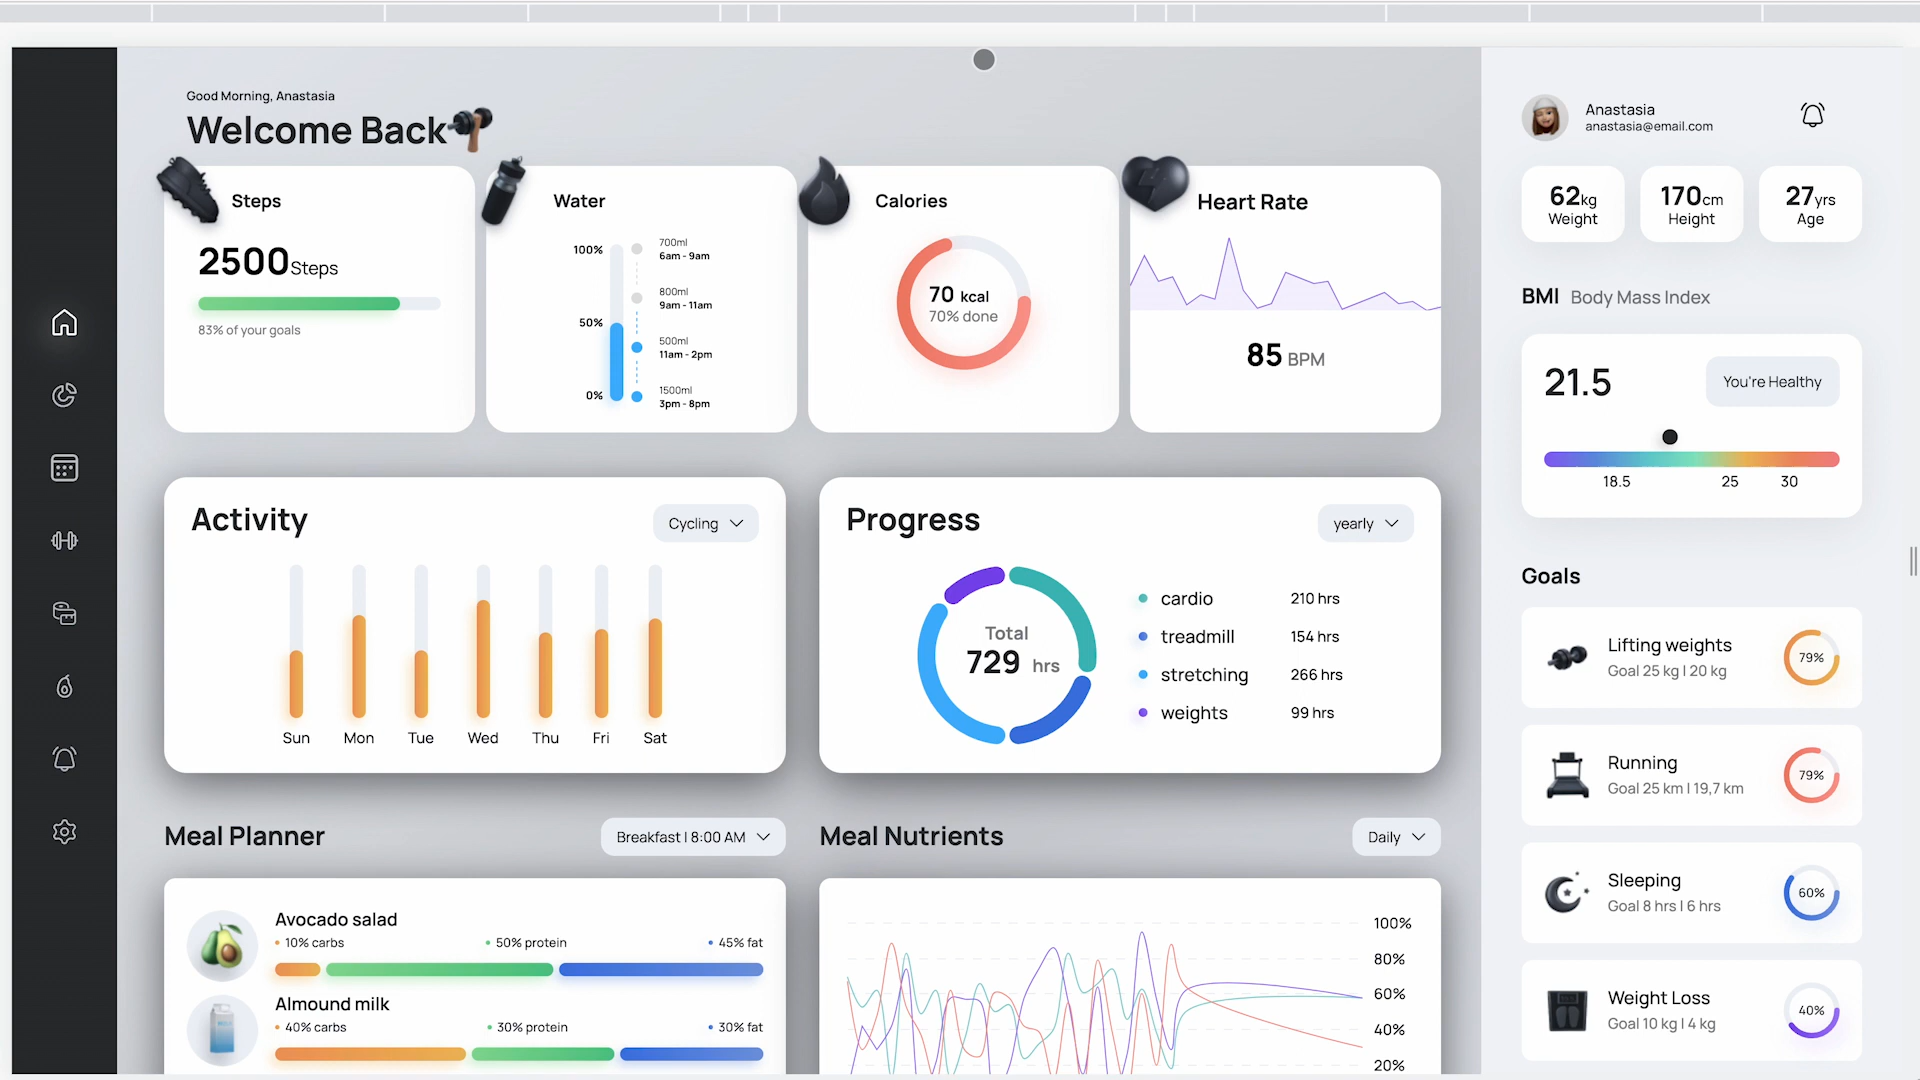 Good Morning, Anastasia
Welcome Back
Steps
2500 Steps
83% of your goals
Water
100%
50%
0%
700ml
6am - 9am
800ml
9am - 11am
500ml
11am - 2pm
1500ml
3pm - 8pm
Calories
70 kcal
70% done
Heart Rate
85 BPM
Activity
Cycling
Sun Mon Tue Wed Thu Fri Sat
Progress
yearly
Total
729 hrs
cardio 210 hrs
treadmill 154 hrs
stretching 266 hrs
weights 99 hrs
Meal Planner
Breakfast | 8:00 AM
Avocado salad
10% carbs 50% protein 45% fat
Almound milk
40% carbs 30% protein 30% fat
Meal Nutrients
Daily
100%
80%
60%
40%
20%
Anastasia
anastasia@email.com
62kg
Weight
170cm
Height
27yrs
Age
BMI Body Mass Index
21.5
You're Healthy
18.5 25 30
Goals
Lifting weights
Goal 25 kg | 20 kg
79%
Running
Goal 25 km | 19,7 km
79%
Sleeping
Goal 8 hrs | 6 hrs
60%
Weight Loss
Goal 10 kg | 4 kg
40%